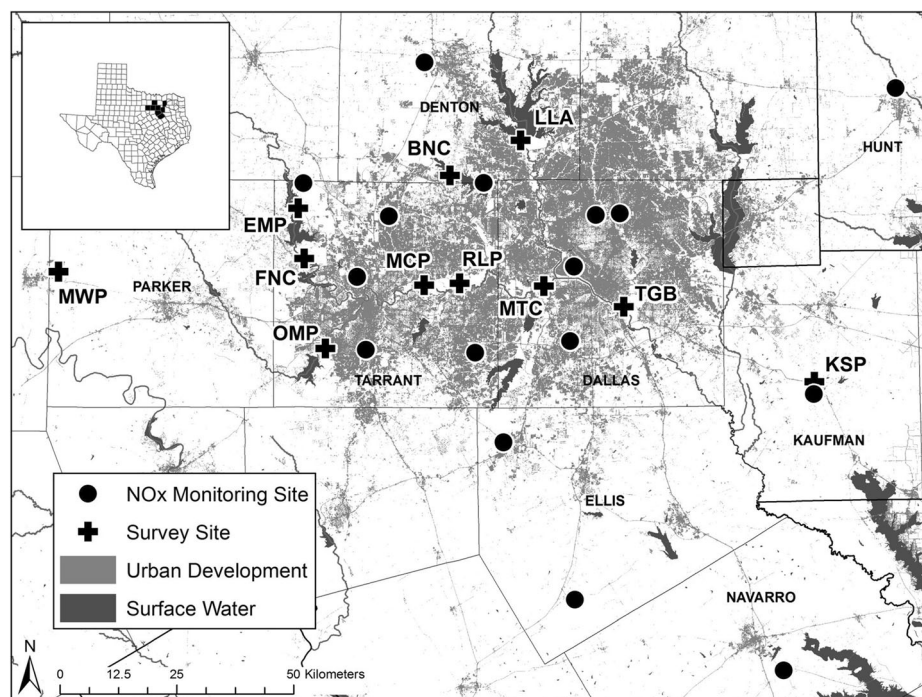 DENTON
LLA
HUNT
BNC
EMP
FNC
MCP
RLP
MWP
PARKER
MTC
TGB
OMP
TARRANT
DALLAS
KSP
KAUFMAN
ELLIS
NAVARRO
NOx Monitoring Site
Survey Site
Urban Development
Surface Water
N
0 12.5 25 50 Kilometers